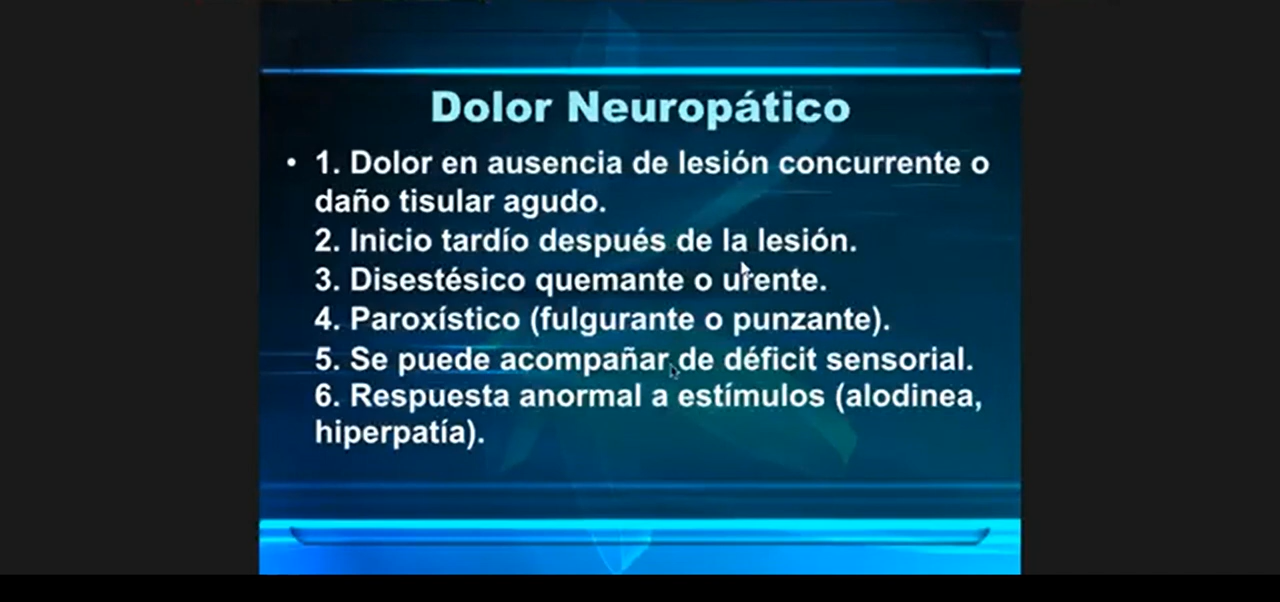 Dolor Neuropático
• 1. Dolor en ausencia de lesión concurrente o
daño tisular agudo.
2. Inicio tardío después de la lesión.
3. Disestésico quemante o urente.
4. Paroxístico (fulgurante o punzante).
5. Se puede acompañar de déficit sensorial.
6. Respuesta anormal a estímulos (alodinea,
hiperpatía).